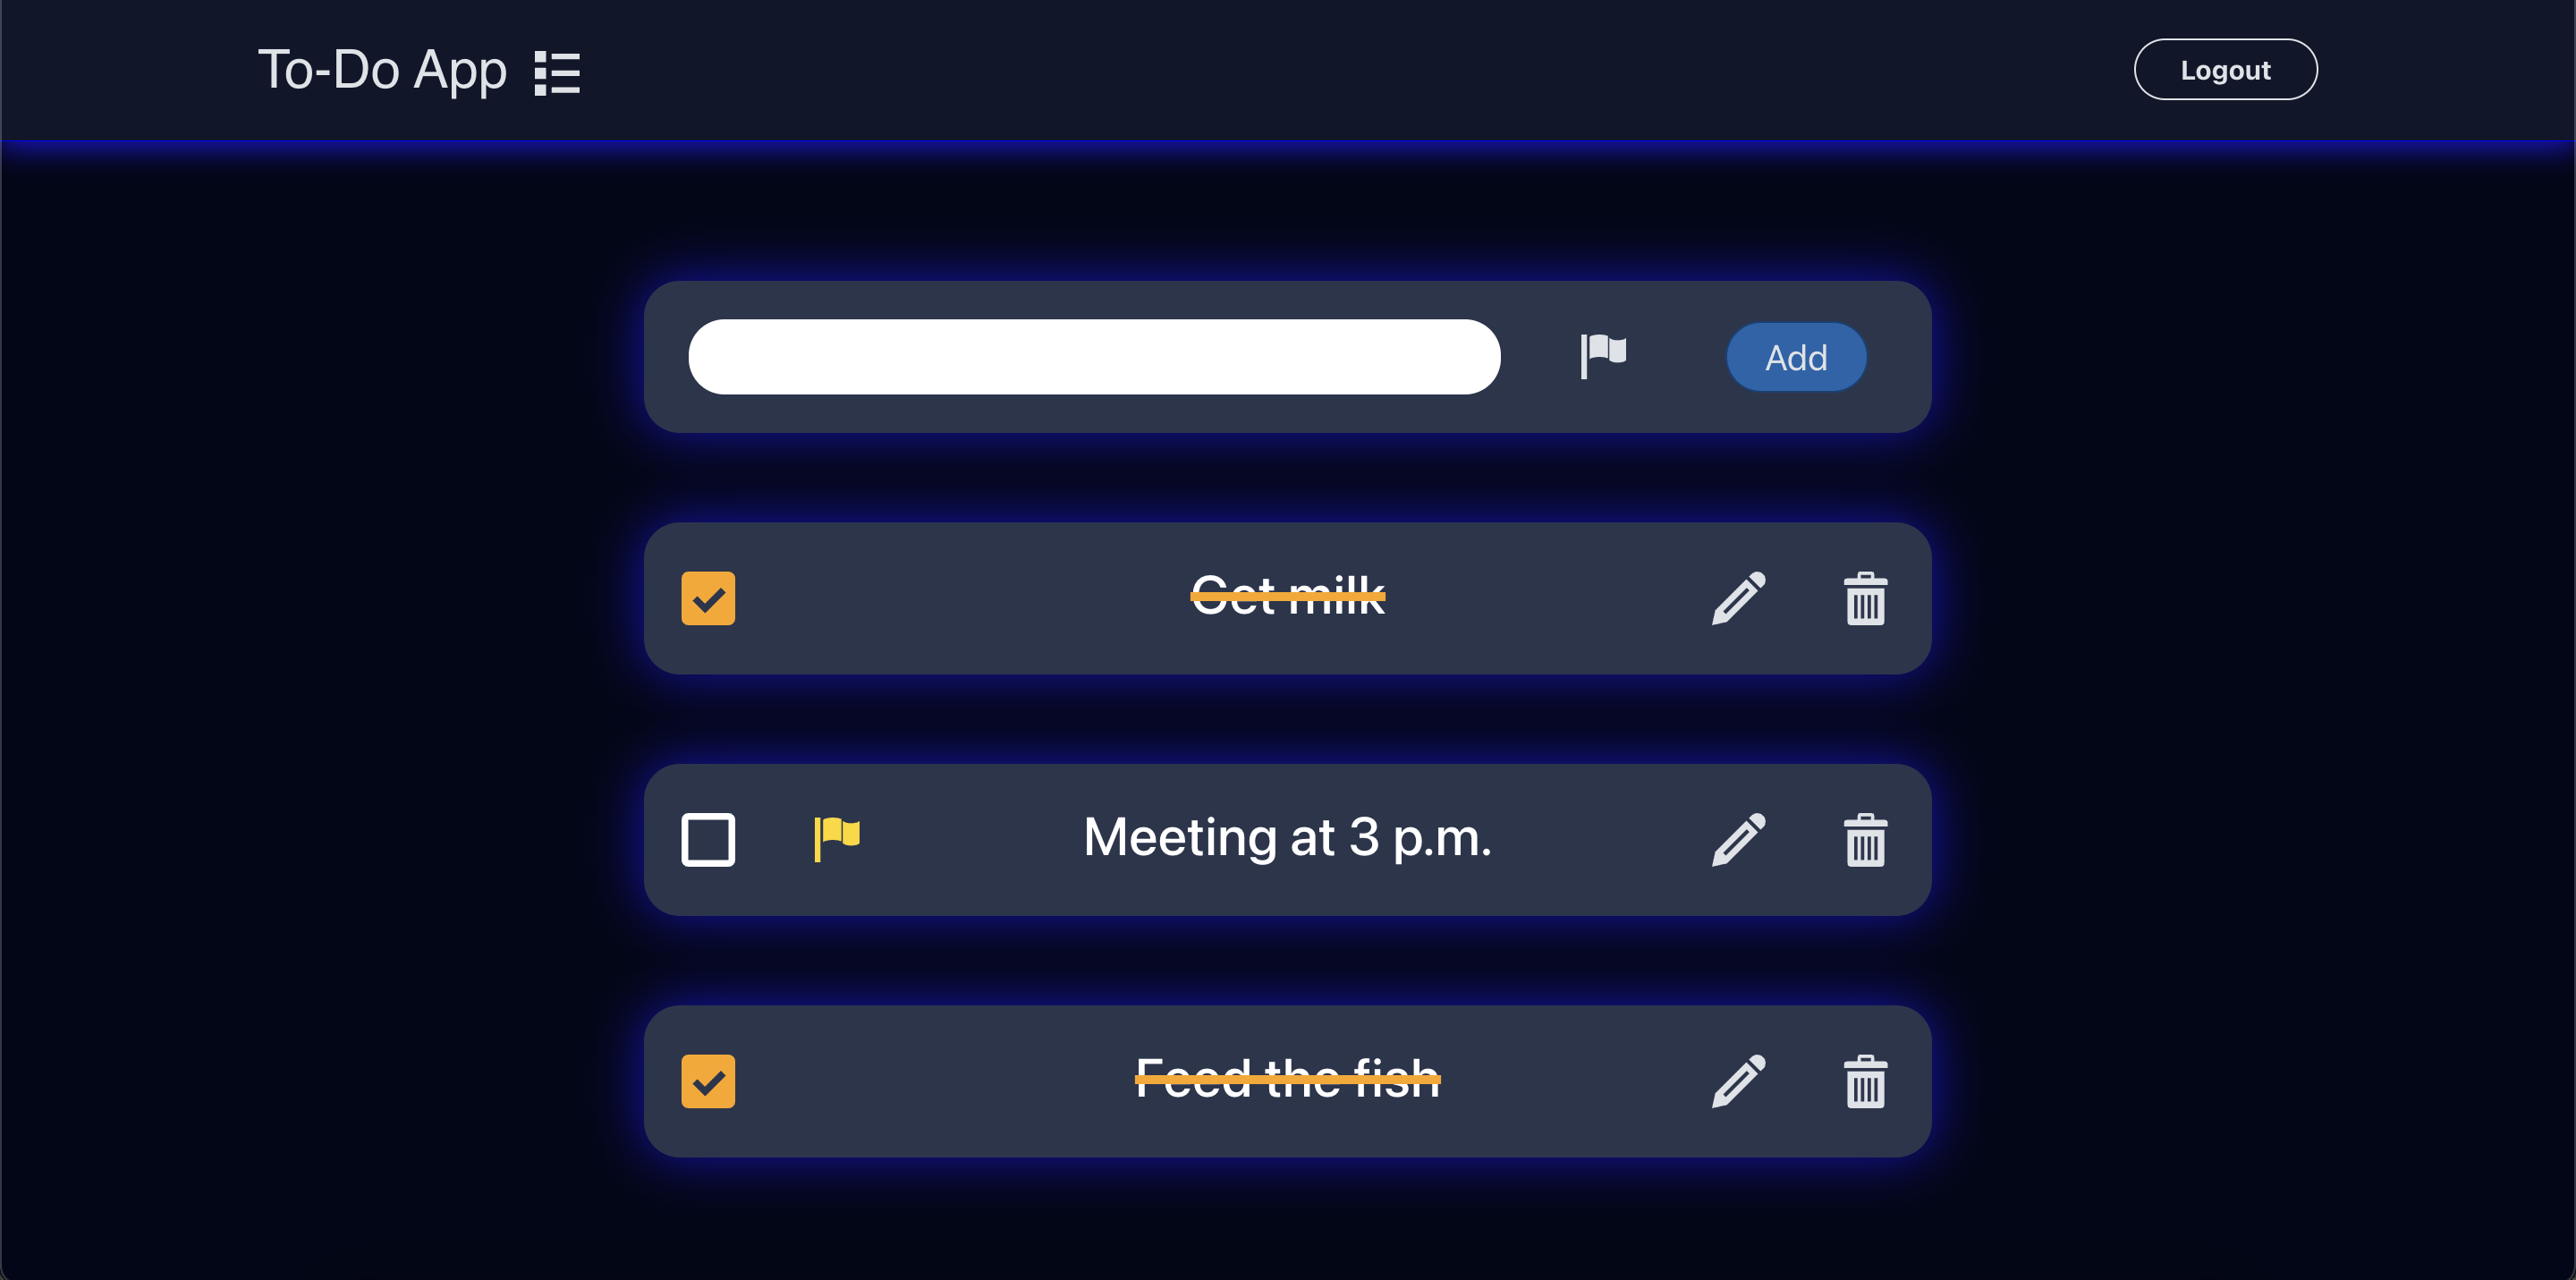 To-Do App
Logout
Add
Get milk
Meeting at 3 p.m.
Feed the fish